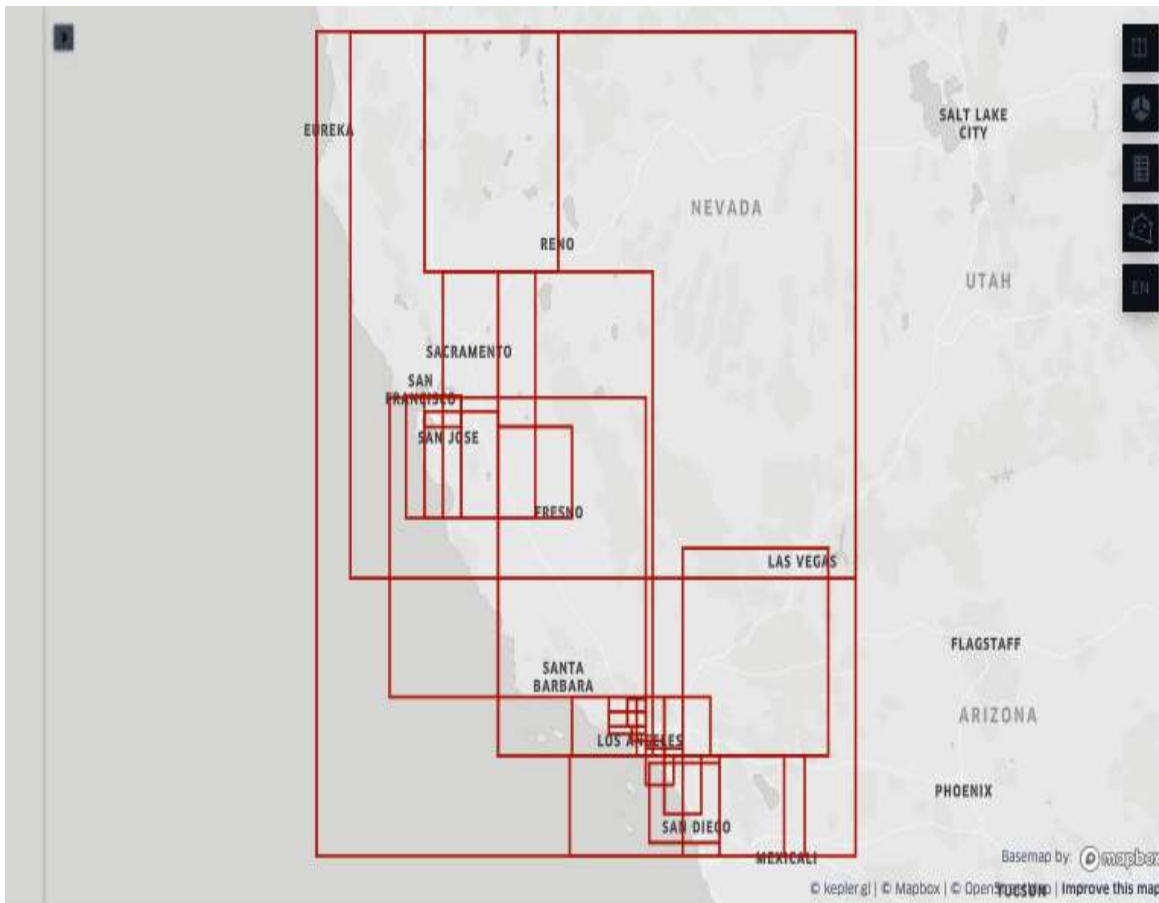 SALT LAKE
CITY
EUREKA
NEVADA
RENO
UTAH
EN
SACRAMENTO
SAN
FRANCISCO
SAN JOSE
FRESNO
LAS VEGAS
FLAGSTAFF
SANTA
BARBARA
ARIZONA
LOS ANGELES
PHOENIX
SAN DIEGO
MEXICALI
Basemap by: mapbox
© kepler.gl | © Mapbox | © OpenStreetMap | Improve this map
TUCSON